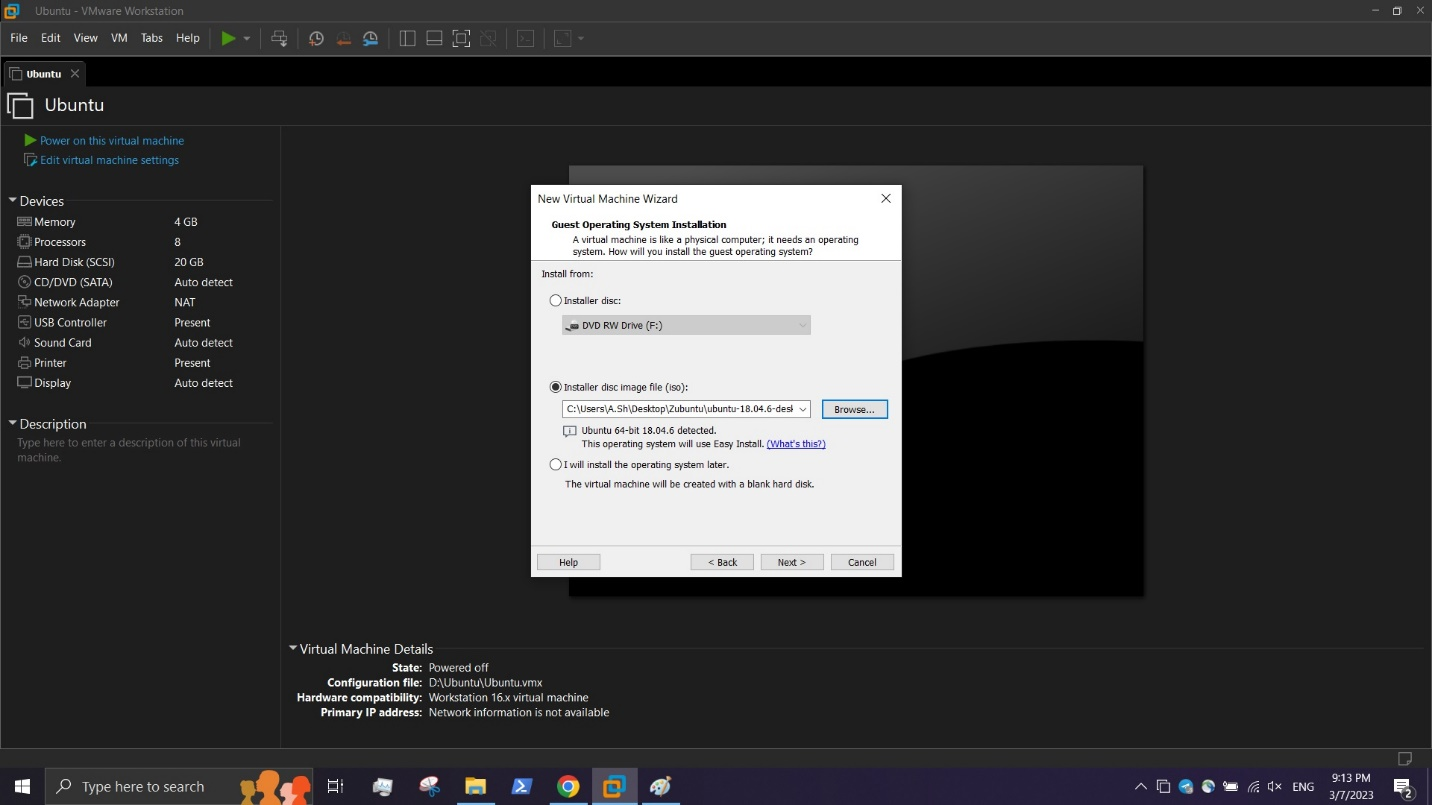 Ubuntu - VMware Workstation
File Edit View VM Tabs Help
Ubuntu
Ubuntu
Power on this virtual machine
Edit virtual machine settings
Devices
Memory 4 GB
Processors 8
Hard Disk (SCSI) 20 GB
CD/DVD (SATA) Auto detect
Network Adapter NAT
USB Controller Present
Sound Card Auto detect
Printer Present
Display Auto detect
Description
Type here to enter a description of this virtual
machine.
New Virtual Machine Wizard
Guest Operating System Installation
A virtual machine is like a physical computer; it needs an operating
system. How will you install the guest operating system?
Install from:
Installer disc:
DVD RW Drive (F:)
Installer disc image file (iso):
C:\Users\A.Sh\Desktop\Zubuntu\ubuntu-18.04.6-desk
Browse...
Ubuntu 64-bit 18.04.6 detected.
This operating system will use Easy Install. (What's this?)
I will install the operating system later.
The virtual machine will be created with a blank hard disk.
Help < Back Next > Cancel
Virtual Machine Details
State: Powered off
Configuration file: D:\Ubuntu\Ubuntu.vmx
Hardware compatibility: Workstation 16.x virtual machine
Primary IP address: Network information is not available
Type here to search
ENG
9:13 PM
3/7/2023
2